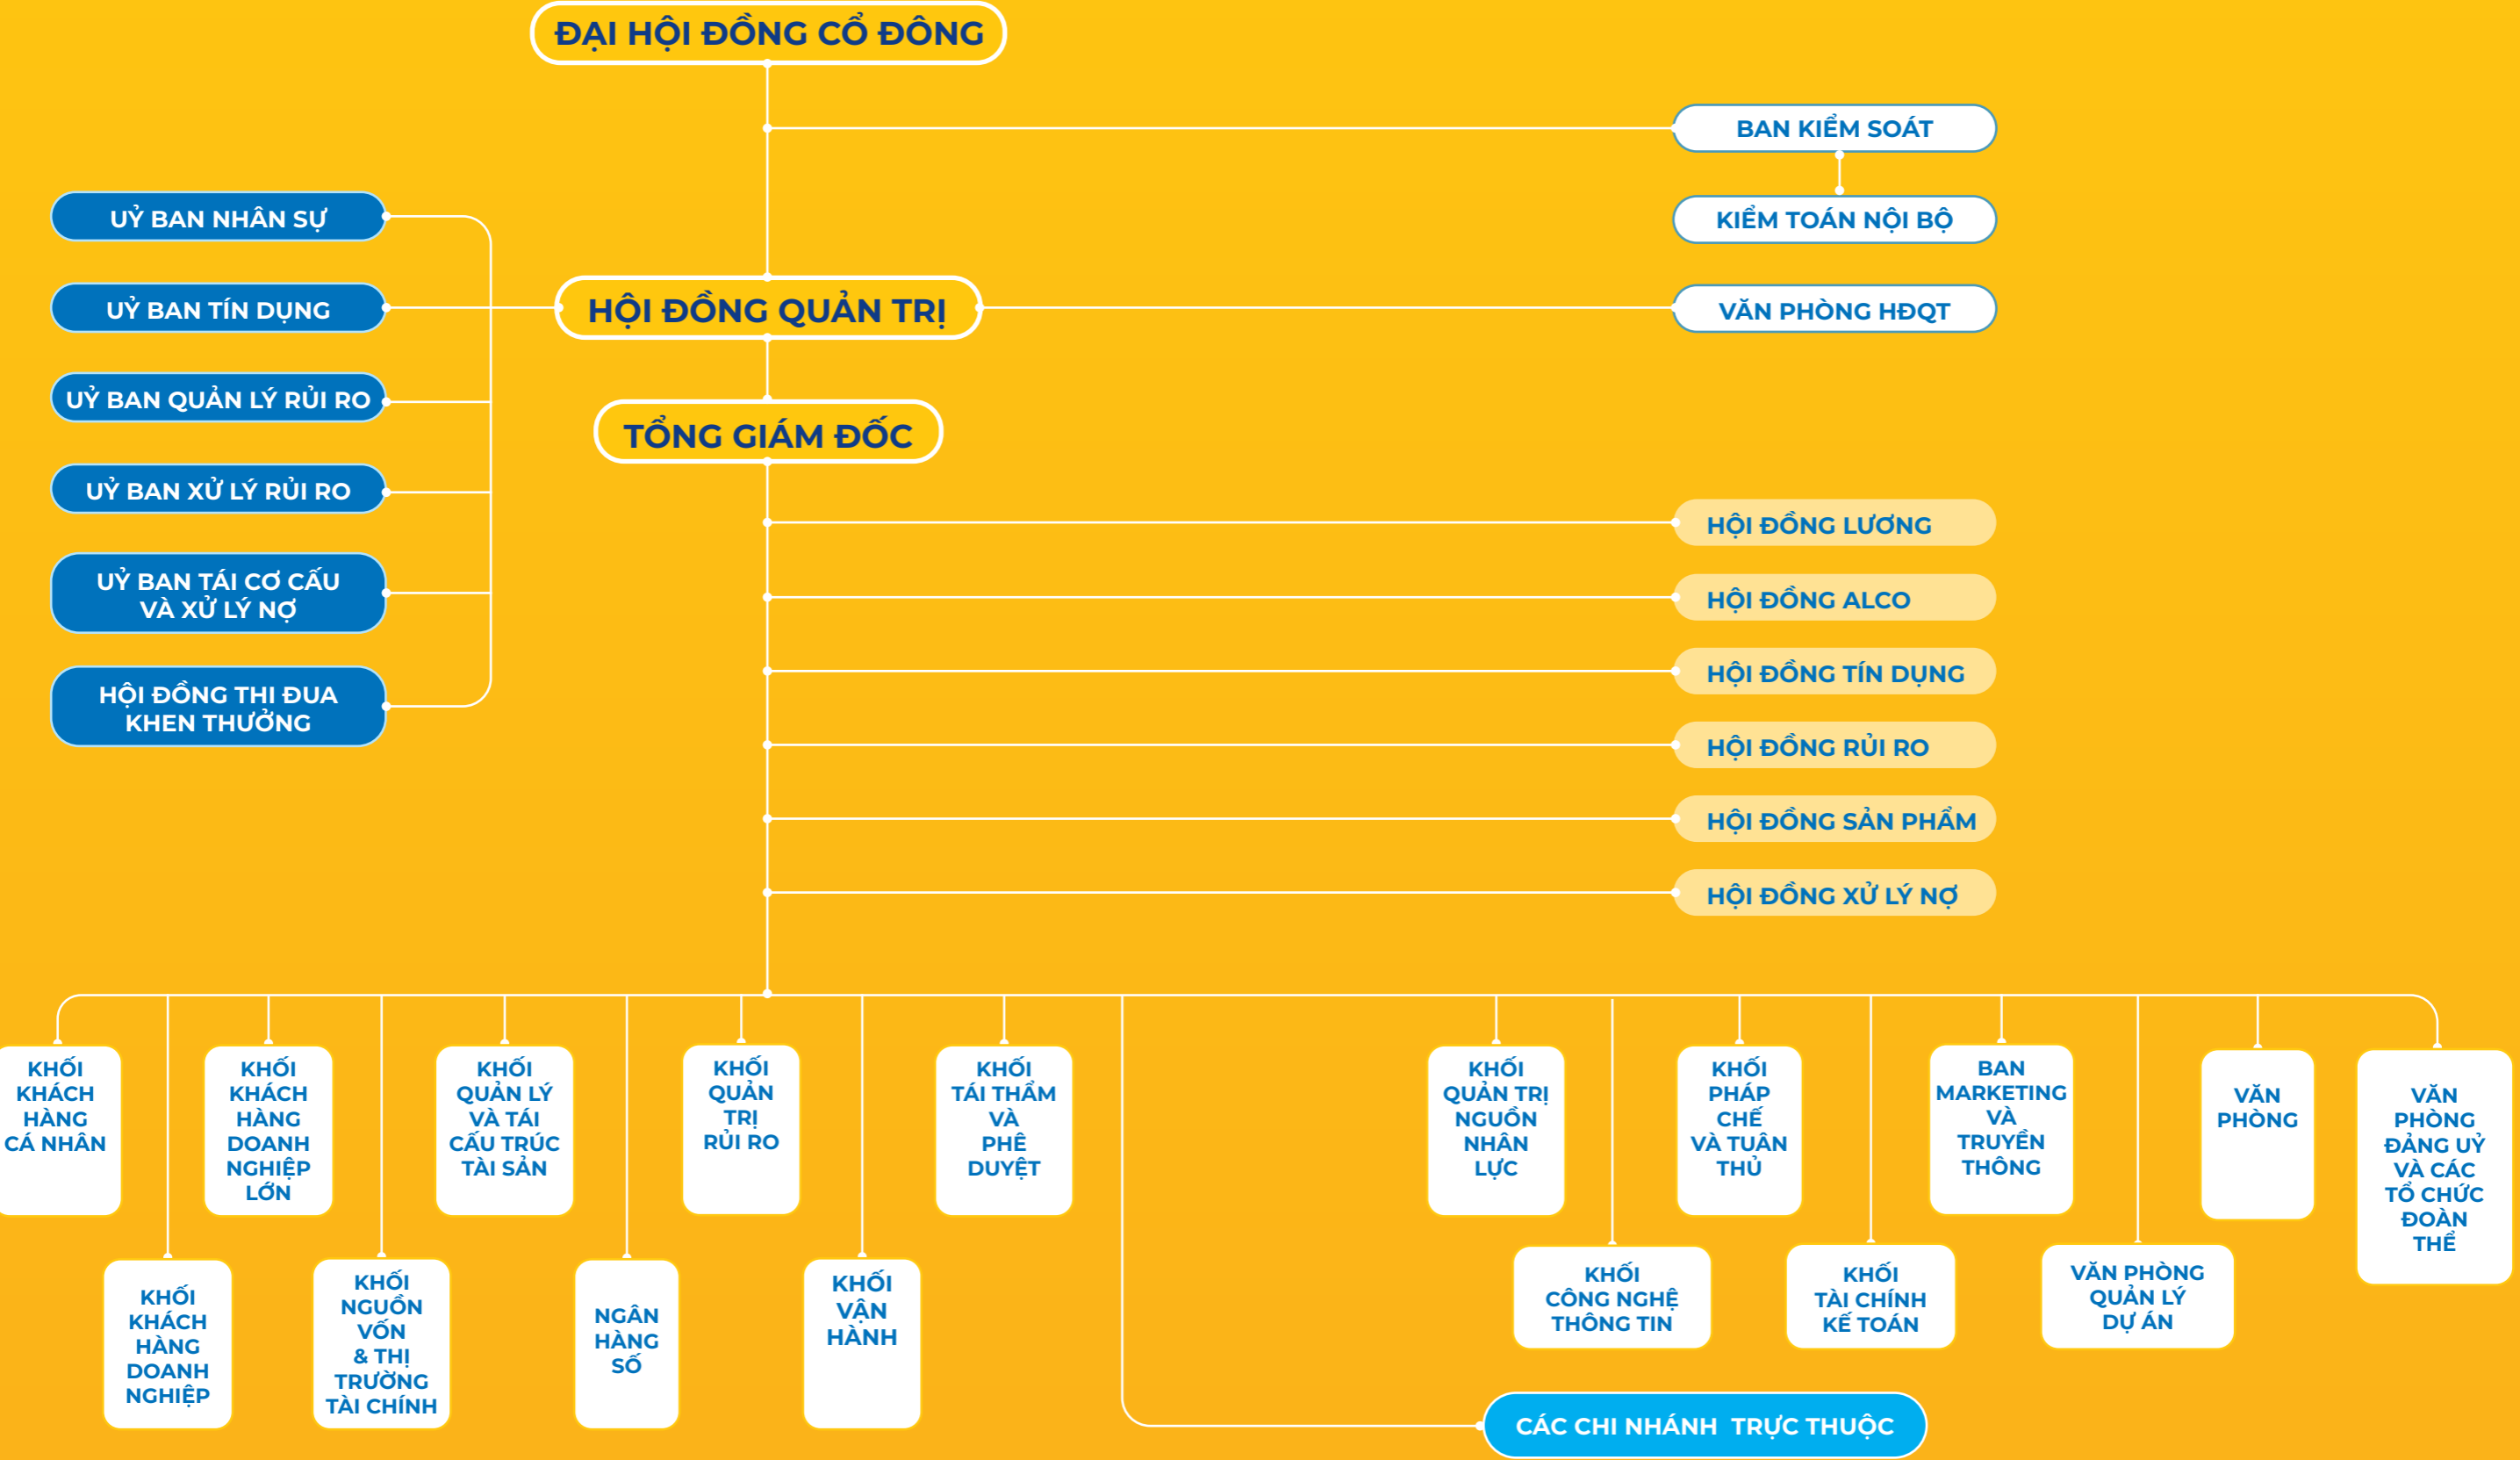 ĐẠI HỘI ĐỒNG CỔ ĐÔNG
BAN KIỂM SOÁT
KIỂM TOÁN NỘI BỘ
UỶ BAN NHÂN SỰ
UỶ BAN TÍN DỤNG
UỶ BAN QUẢN LÝ RỦI RO
UỶ BAN XỬ LÝ RỦI RO
UỶ BAN TÁI CƠ CẤU
VÀ XỬ LÝ NỢ
HỘI ĐỒNG THI ĐUA
KHEN THƯỞNG
HỘI ĐỒNG QUẢN TRỊ
VĂN PHÒNG HĐQT
TỔNG GIÁM ĐỐC
HỘI ĐỒNG LƯƠNG
HỘI ĐỒNG ALCO
HỘI ĐỒNG TÍN DỤNG
HỘI ĐỒNG RỦI RO
HỘI ĐỒNG SẢN PHẨM
HỘI ĐỒNG XỬ LÝ NỢ
KHỐI
KHÁCH
HÀNG
CÁ NHÂN
KHỐI
KHÁCH
HÀNG
DOANH
NGHIỆP
LỚN
KHỐI
QUẢN LÝ
VÀ TÁI
CẤU TRÚC
TÀI SẢN
KHỐI
QUẢN
TRỊ
RỦI RO
KHỐI
TÁI THẨM
VÀ
PHÊ
DUYỆT
KHỐI
QUẢN TRỊ
NGUỒN
NHÂN
LỰC
KHỐI
PHÁP
CHẾ
VÀ TUÂN
THỦ
BAN
MARKETING
VÀ
TRUYỀN
THÔNG
VĂN
PHÒNG
VĂN
PHÒNG
ĐẢNG UỶ
VÀ CÁC
TỔ CHỨC
ĐOÀN
THỂ
KHỐI
KHÁCH
HÀNG
DOANH
NGHIỆP
KHỐI
NGUỒN
VỐN
& THỊ
TRƯỜNG
TÀI CHÍNH
NGÂN
HÀNG
SỐ
KHỐI
VẬN
HÀNH
KHỐI
CÔNG NGHỆ
THÔNG TIN
KHỐI
TÀI CHÍNH
KẾ TOÁN
VĂN PHÒNG
QUẢN LÝ
DỰ ÁN
CÁC CHI NHÁNH TRỰC THUỘC